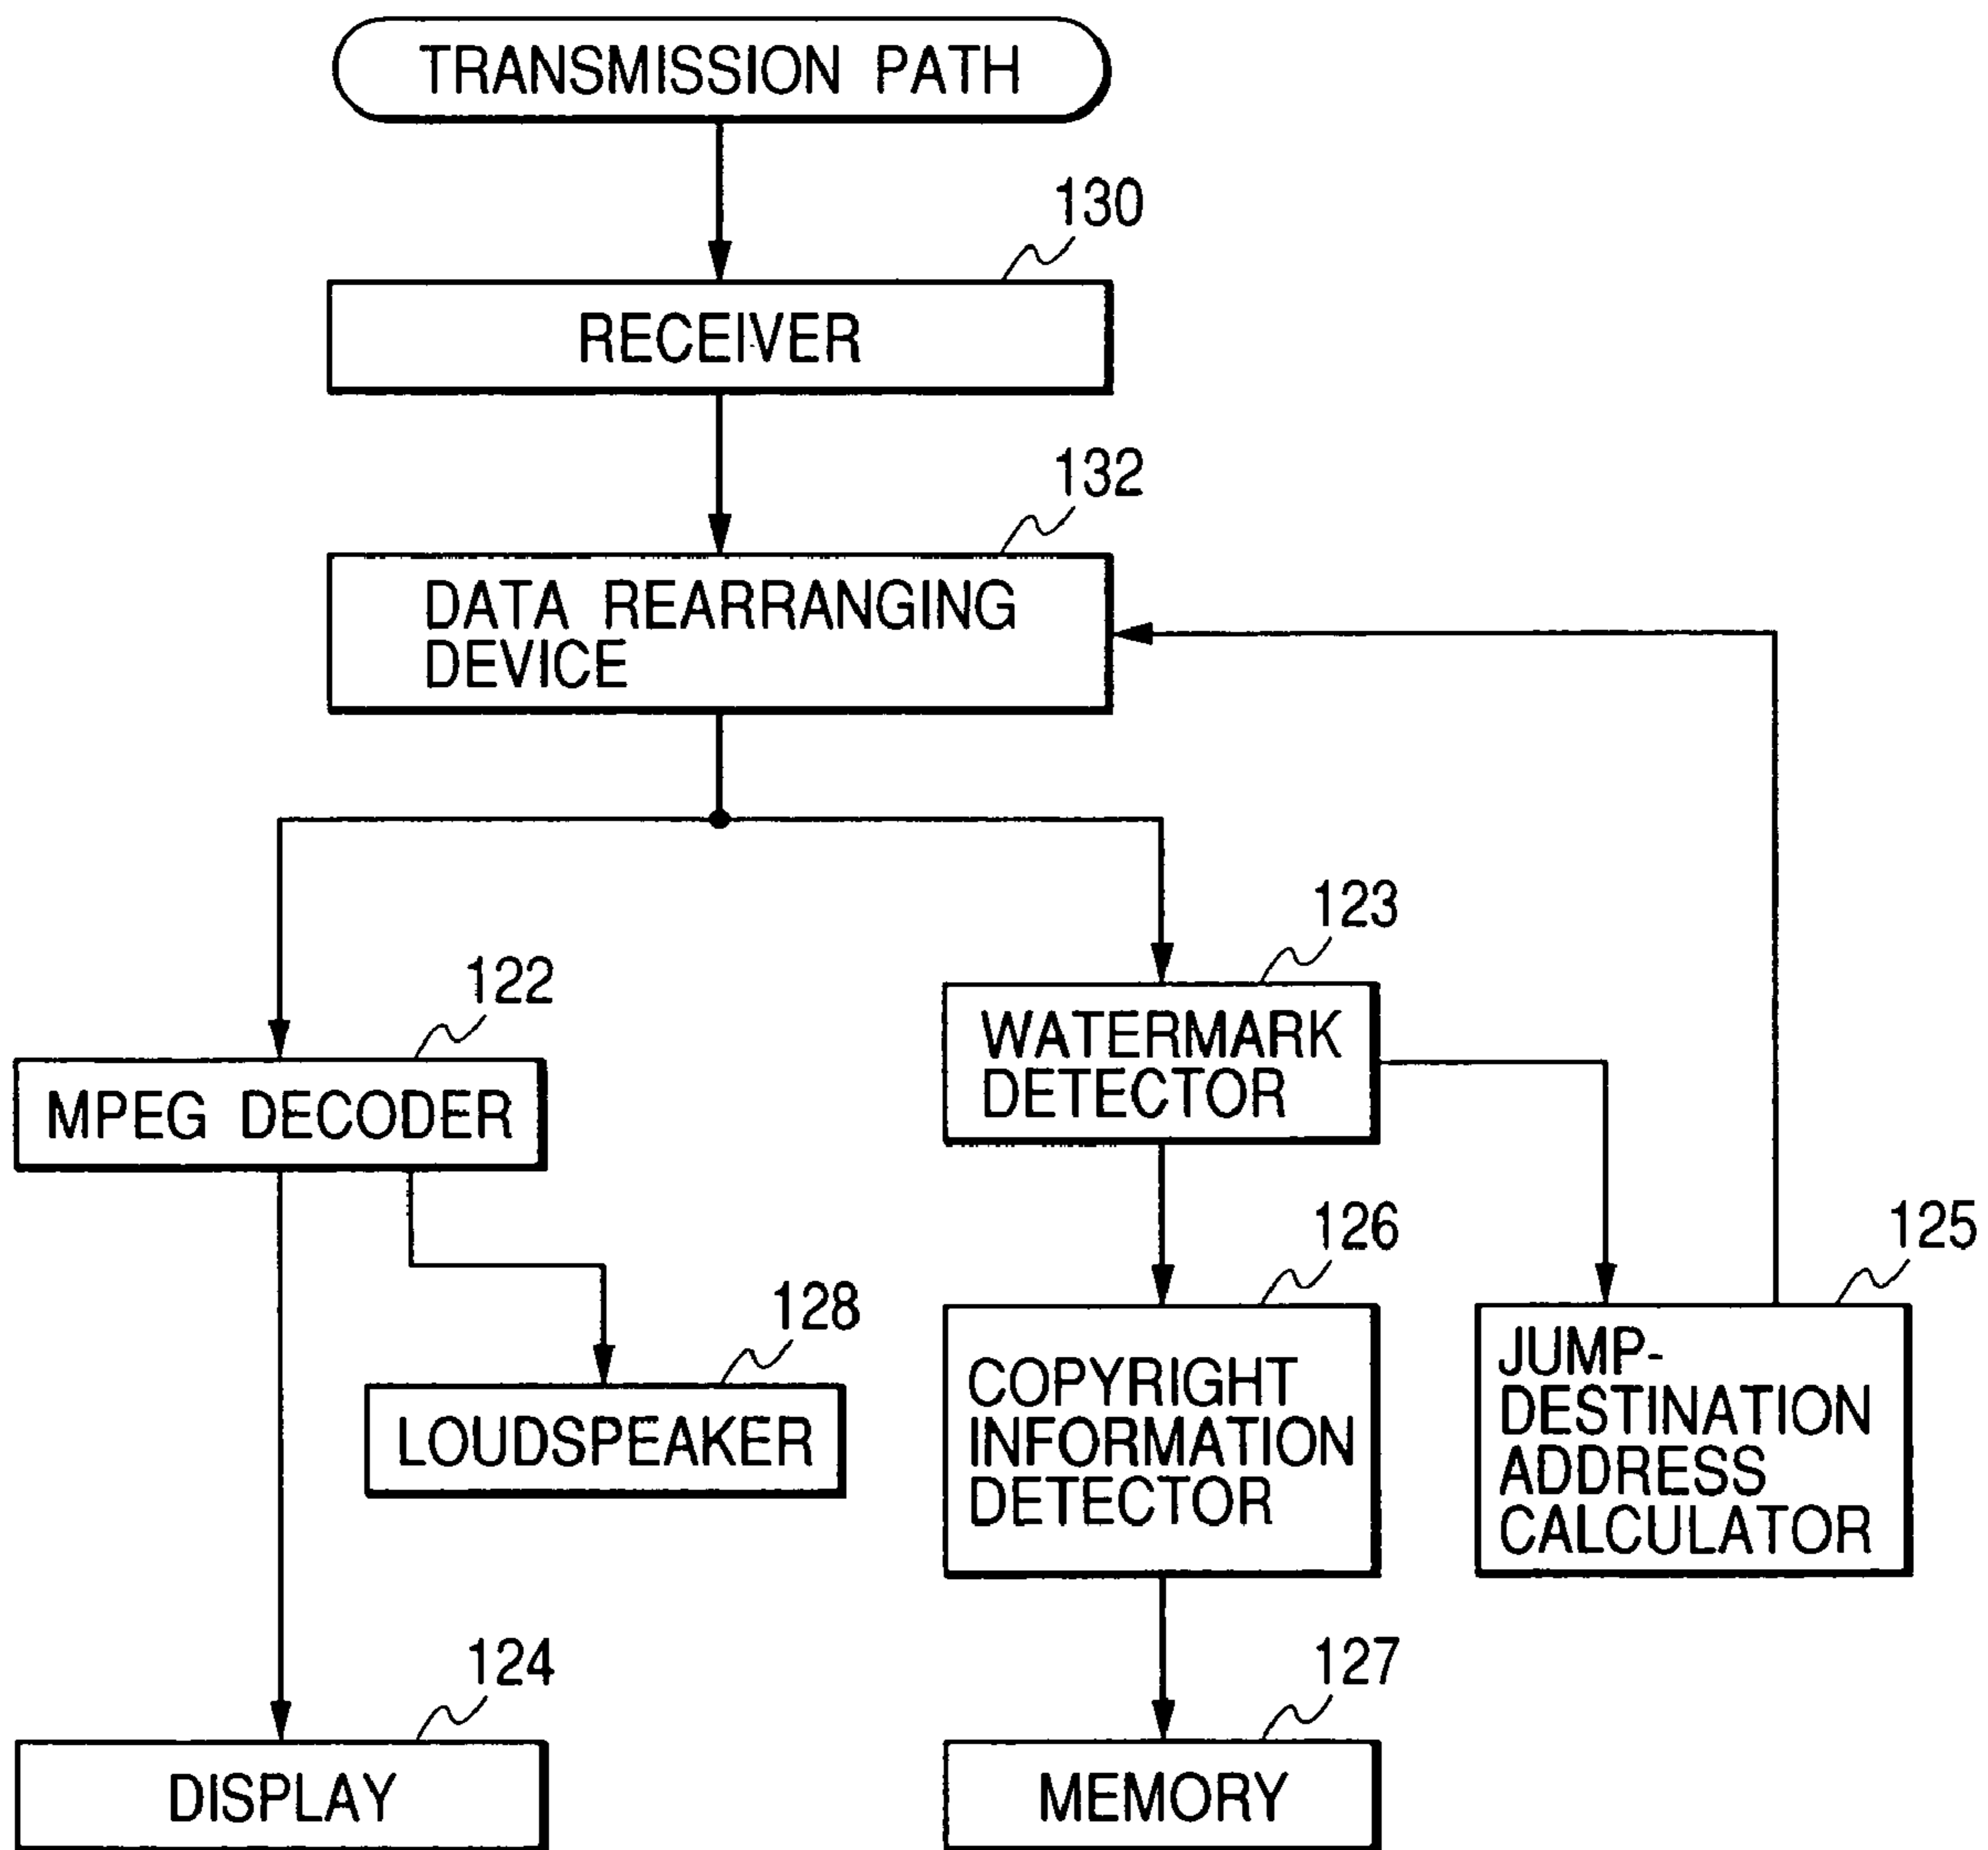 TRANSMISSION PATH
130
RECEIVER
132
DATA REARRANGING
DEVICE
123
122
WATERMARK
DETECTOR
MPEG DECODER
126
125
128
JUMP-
DESTINATION
ADDRESS
CALCULATOR
COPYRIGHT
INFORMATION
DETECTOR
LOUDSPEAKER
124
127
DISPLAY
MEMORY